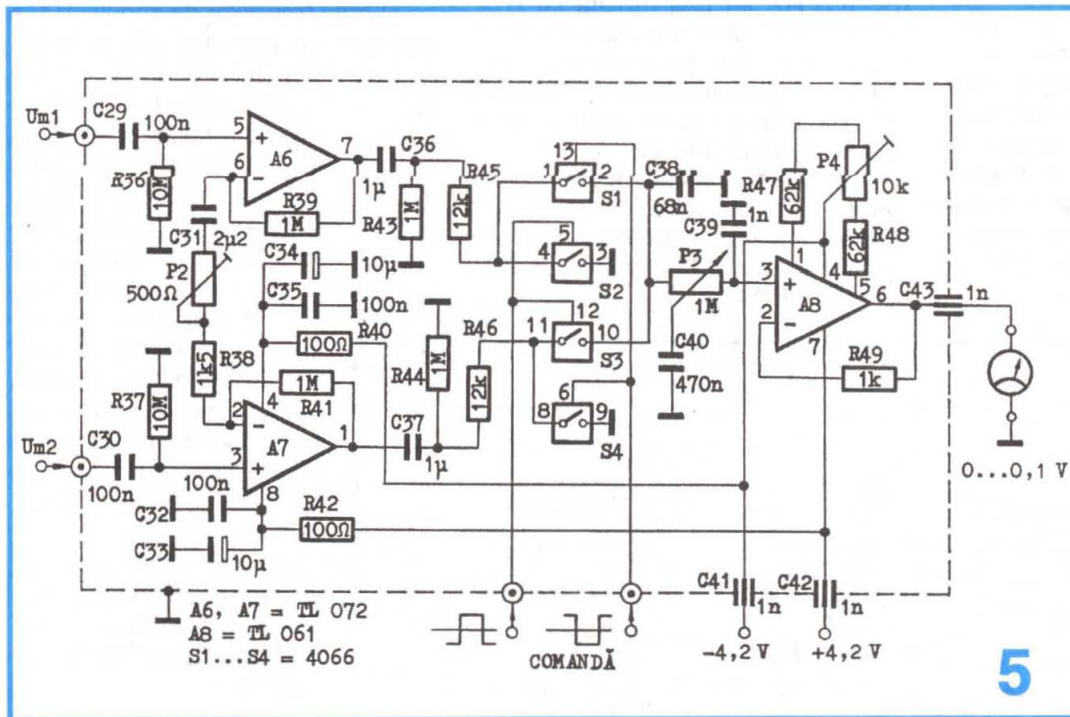 Um1
C29
100n
R36
10M
5
6
A6
7
C36
1µ
R39
1M
R43
1M
R45
12k
C31
2µ2
P2
500Ω
C34
10µ
C35
100n
R40
100Ω
R38
1k5
R41
1M
R37
10M
Um2
C30
100n
2
3
4
A7
1
8
C37
1µ
R44
1M
R46
12k
C32
100n
C33
10µ
R42
100Ω
13
1
2
S1
5
4
3
S2
12
11
10
S3
6
8
9
S4
C38
68n
1n
C39
P3
1M
C40
470n
R47
62k
P4
10k
R48
62k
1
4
5
3
2
A8
6
7
C43
1n
R49
1k
0...0,1 V
C41
1n
C42
1n
-4,2 V
+4,2 V
COMANDĂ
A6, A7 = TL 072
A8 = TL 061
S1...S4 = 4066
5